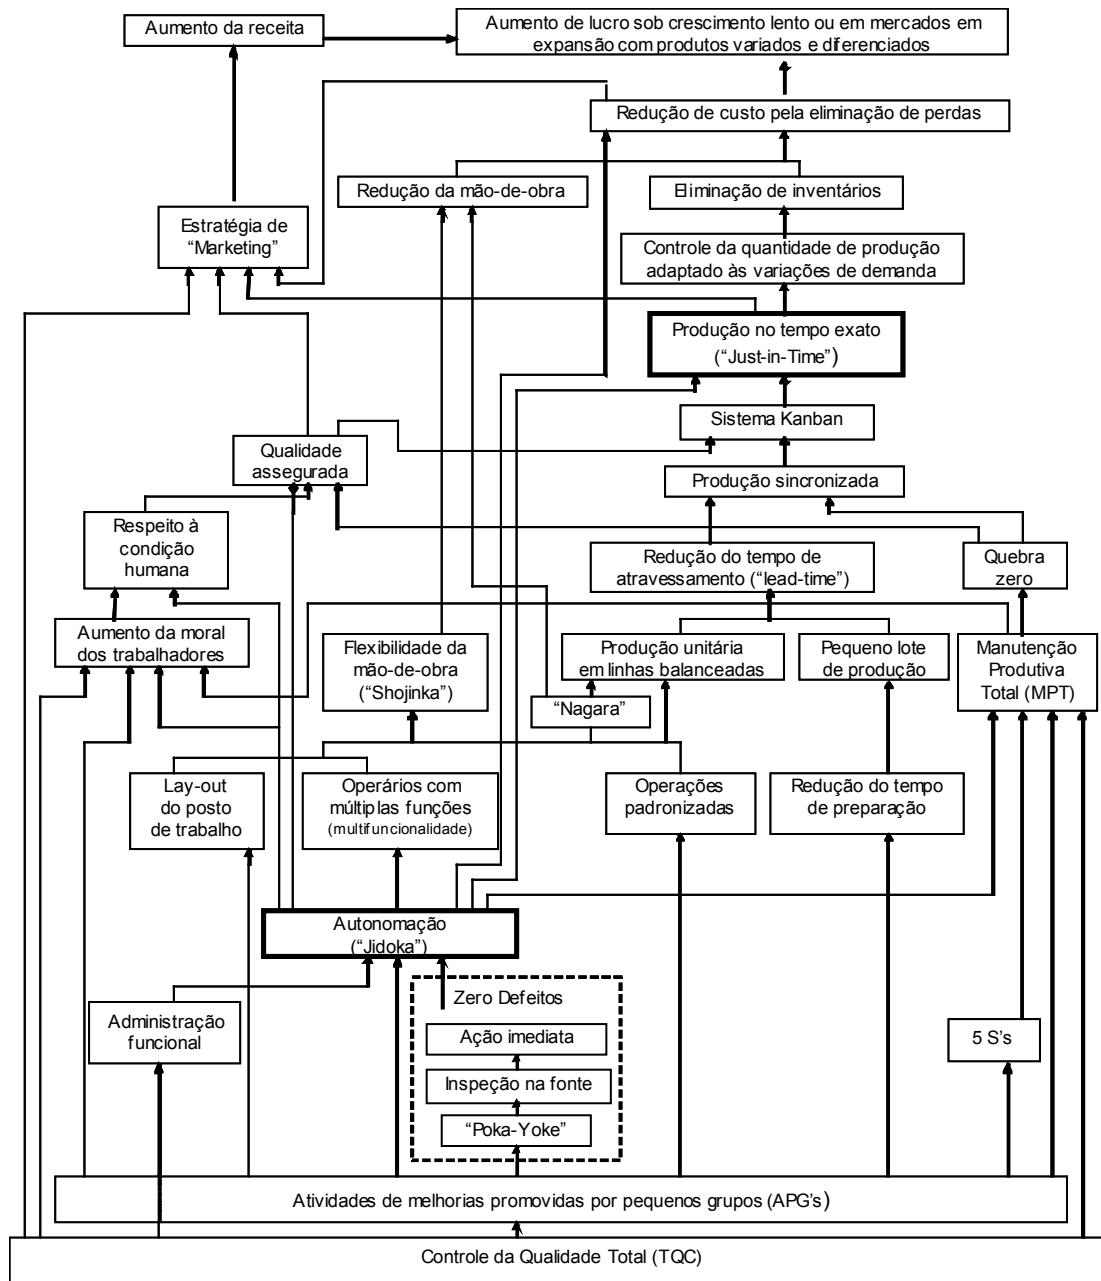 Aumento da receita
Aumento de lucro sob crescimento lento ou em mercados em
expansão com produtos variados e diferenciados
Redução de custo pela eliminação de perdas
Redução da mão-de-obra
Eliminação de inventários
Estratégia de
“Marketing”
Controle da quantidade de produção
adaptado às variações de demanda
Produção no tempo exato
(“Just-in-Time”)
Sistema Kanban
Qualidade
assegurada
Produção sincronizada
Respeito à
condição
humana
Redução do tempo de
atravessamento (“lead-time”)
Quebra
zero
Aumento da moral
dos trabalhadores
Flexibilidade da
mão-de-obra
(“Shojinka”)
Produção unitária
em linhas balanceadas
Pequeno lote
de produção
Manutenção
Produtiva
Total (MPT)
“Nagara”
Lay-out
do posto
de trabalho
Operários com
múltiplas funções
(multifuncionalidade)
Operações
padronizadas
Redução do tempo
de preparação
Autonomação
(“Jidoka”)
Zero Defeitos
Administração
funcional
Ação imediata
5 S's
Inspeção na fonte
“Poka-Yoke”
Atividades de melhorias promovidas por pequenos grupos (APG's)
Controle da Qualidade Total (TQC)